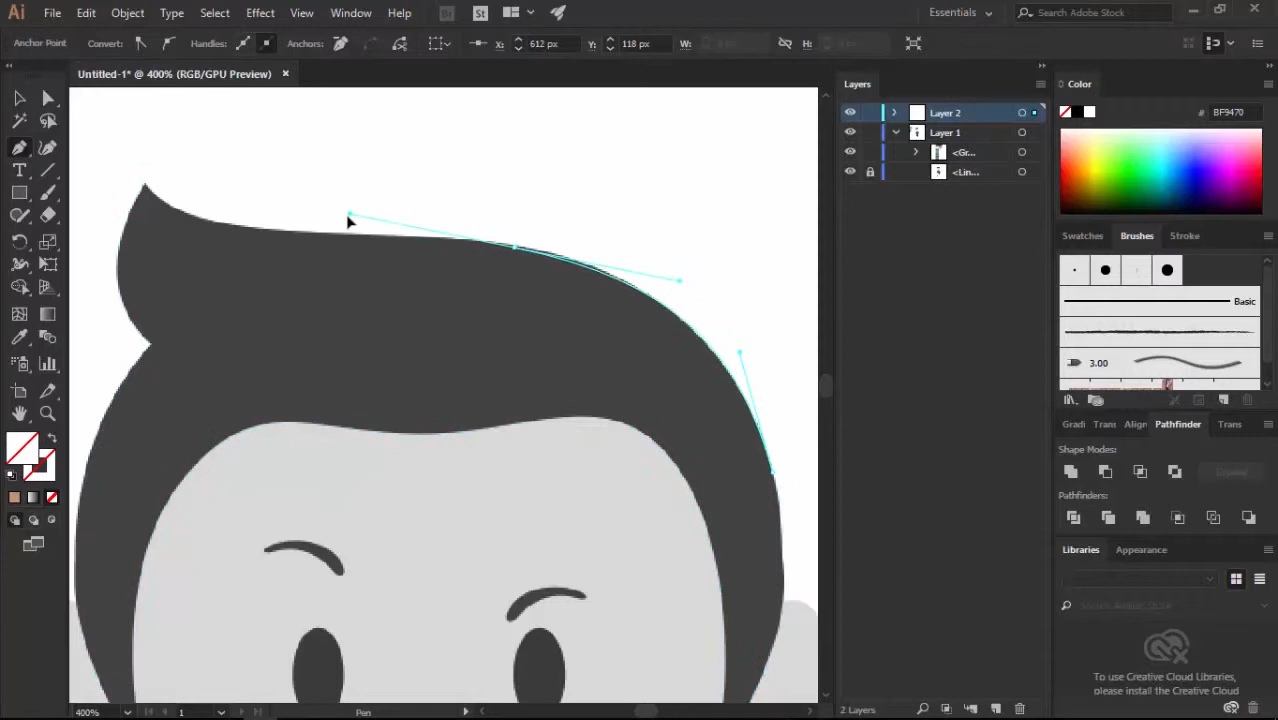 Ai File Edit Object Type Select Effect View Window Help Br St Essentials Search Adobe Stock
Anchor Point Convert: Handles: Anchors: X: 612 px Y: 118 px W: H:
Untitled-1* @ 400% (RGB/GPU Preview) ×
Layers
Layer 2
Layer 1
<Gr...
<Lin...
Color
# BF9470
Swatches Brushes Stroke
Basic
3.00
Gradi Trans Align Pathfinder Trans
Shape Modes:
Pathfinders:
Libraries Appearance
To use Creative Cloud Libraries,
please install the Creative Cloud
400% 1 Pen 2 Layers